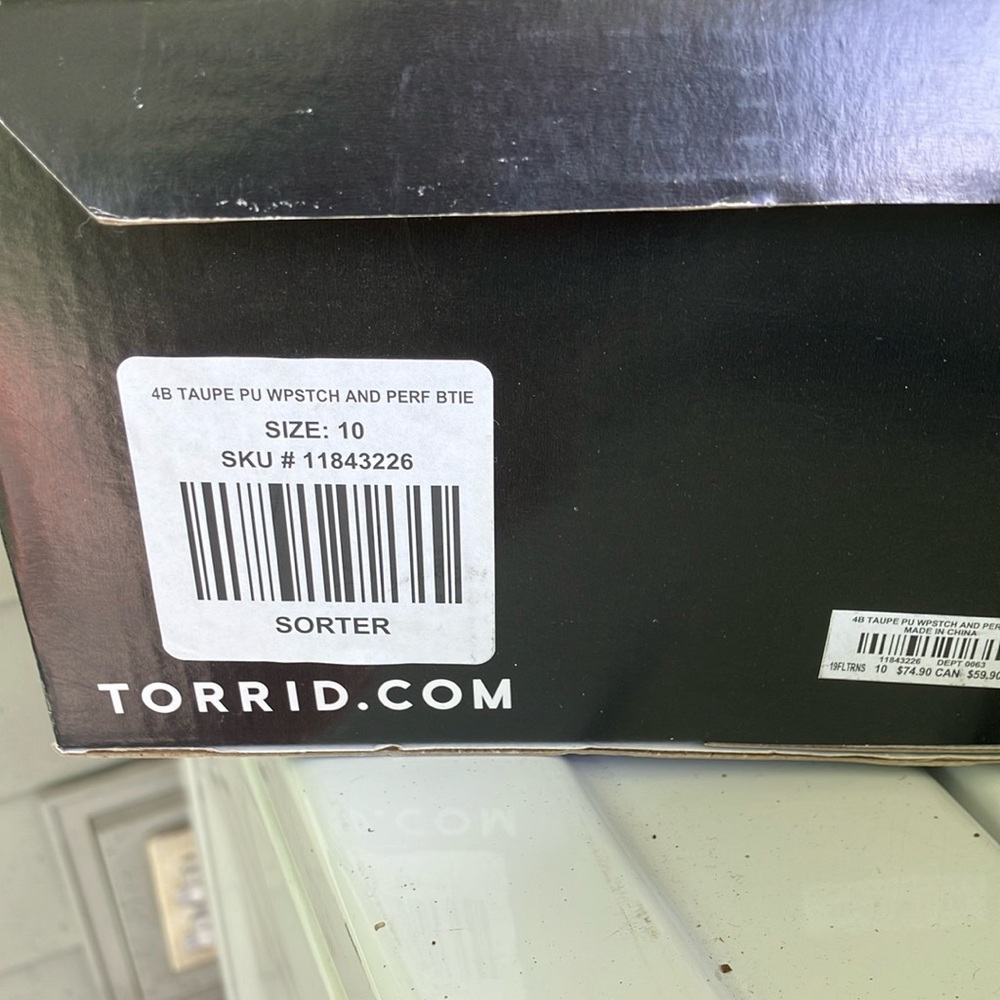 4B TAUPE PU WPSTCH AND PERF BTIE
SIZE: 10
SKU # 11843226
SORTER
TORRID.COM
4B TAUPE PU WPSTCH AND PER
MADE IN CHINA
11843226 DEPT 0063
19FLTRNS 10 $74.90 CAN $59.90
.COM